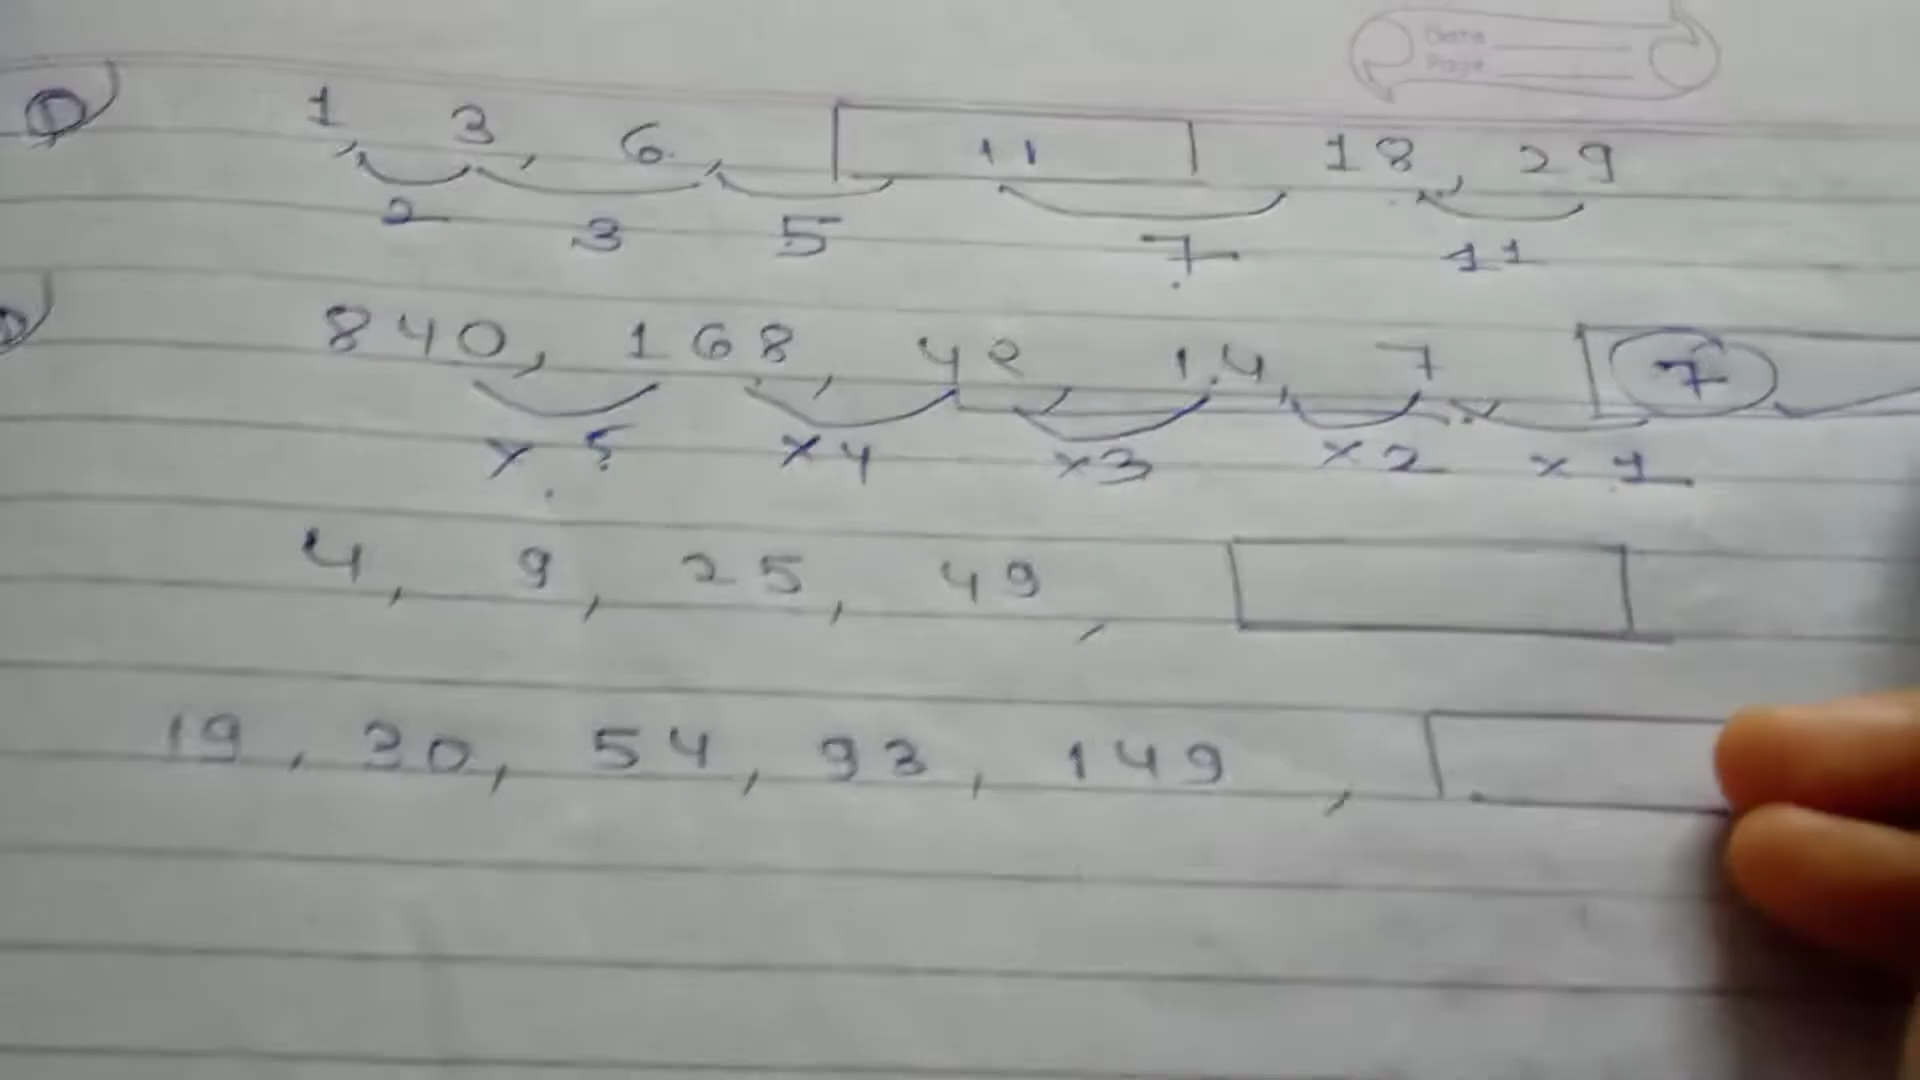 Date
Page
① 1, 3, 6, 11 18, 29
2 3 5 7 11
840, 168, 42, 14, 7 7
×5 ×4 ×3 ×2 ×1
4, 9, 25, 49,
19, 30, 54, 93, 149,